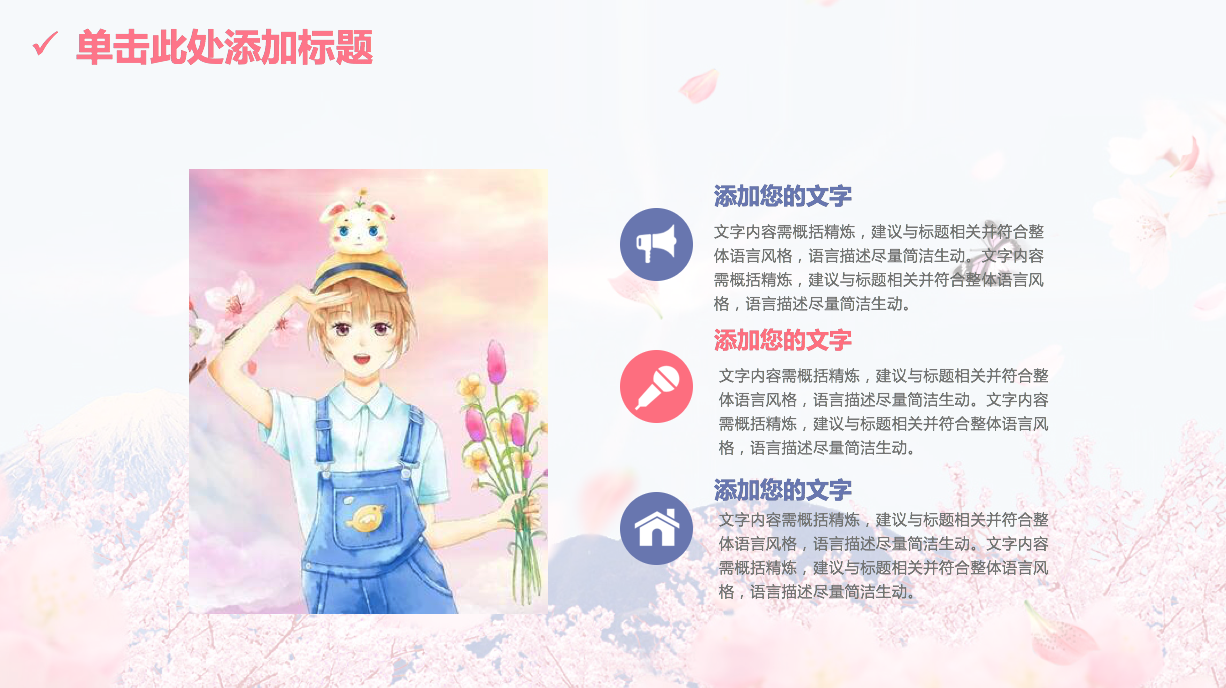 单击此处添加标题
添加您的文字
文字内容需概括精炼，建议与标题相关并符合整
体语言风格，语言描述尽量简洁生动。文字内容
需概括精炼，建议与标题相关并符合整体语言风
格，语言描述尽量简洁生动。
添加您的文字
文字内容需概括精炼，建议与标题相关并符合整
体语言风格，语言描述尽量简洁生动。文字内容
需概括精炼，建议与标题相关并符合整体语言风
格，语言描述尽量简洁生动。
添加您的文字
文字内容需概括精炼，建议与标题相关并符合整
体语言风格，语言描述尽量简洁生动。文字内容
需概括精炼，建议与标题相关并符合整体语言风
格，语言描述尽量简洁生动。